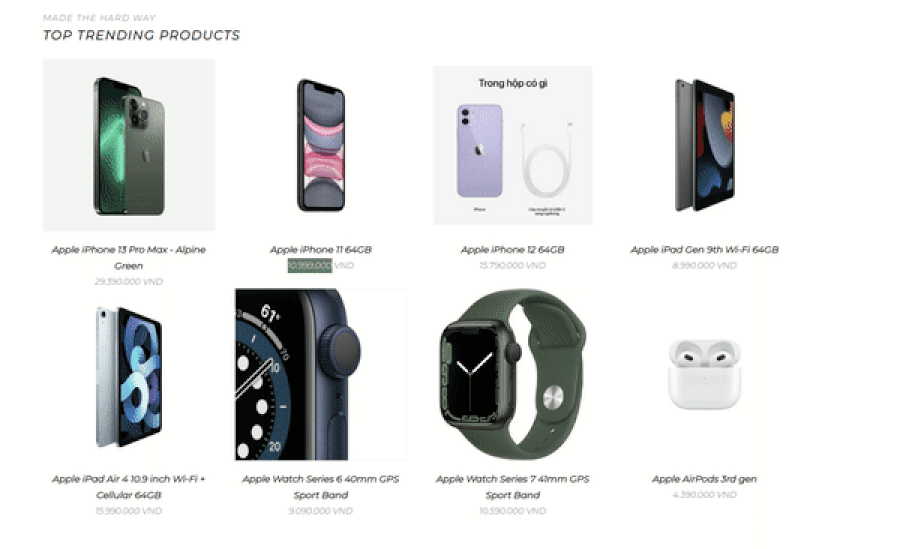 MADE THE HARD WAY
TOP TRENDING PRODUCTS
Trong hộp có gì
iPhone
Apple iPhone 13 Pro Max - Alpine
Green
29.390.000 VND
Apple iPhone 11 64GB
10.999.000 VND
Apple iPhone 12 64GB
15.790.000 VND
Apple iPad Gen 9th Wi-Fi 64GB
8.990.000 VND
61°
70
10
20
Apple iPad Air 4 10.9 inch Wi-Fi +
Cellular 64GB
15.990.000 VND
Apple Watch Series 6 40mm GPS
Sport Band
9.090.000 VND
Apple Watch Series 7 41mm GPS
Sport Band
10.590.000 VND
Apple AirPods 3rd gen
4.390.000 VND